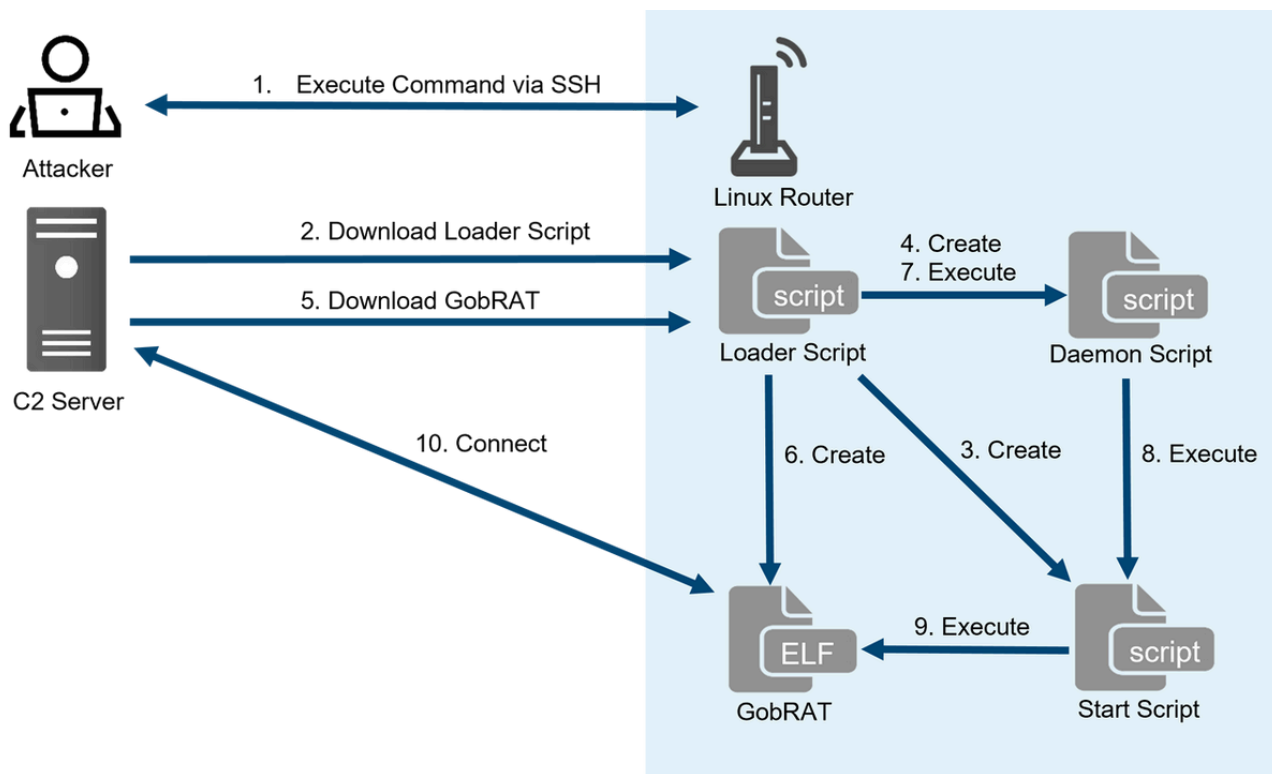 1. Execute Command via SSH
Attacker
Linux Router
2. Download Loader Script
4. Create
7. Execute
script
script
5. Download GobRAT
Loader Script
Daemon Script
C2 Server
10. Connect
6. Create
3. Create
8. Execute
9. Execute
ELF
script
GobRAT
Start Script